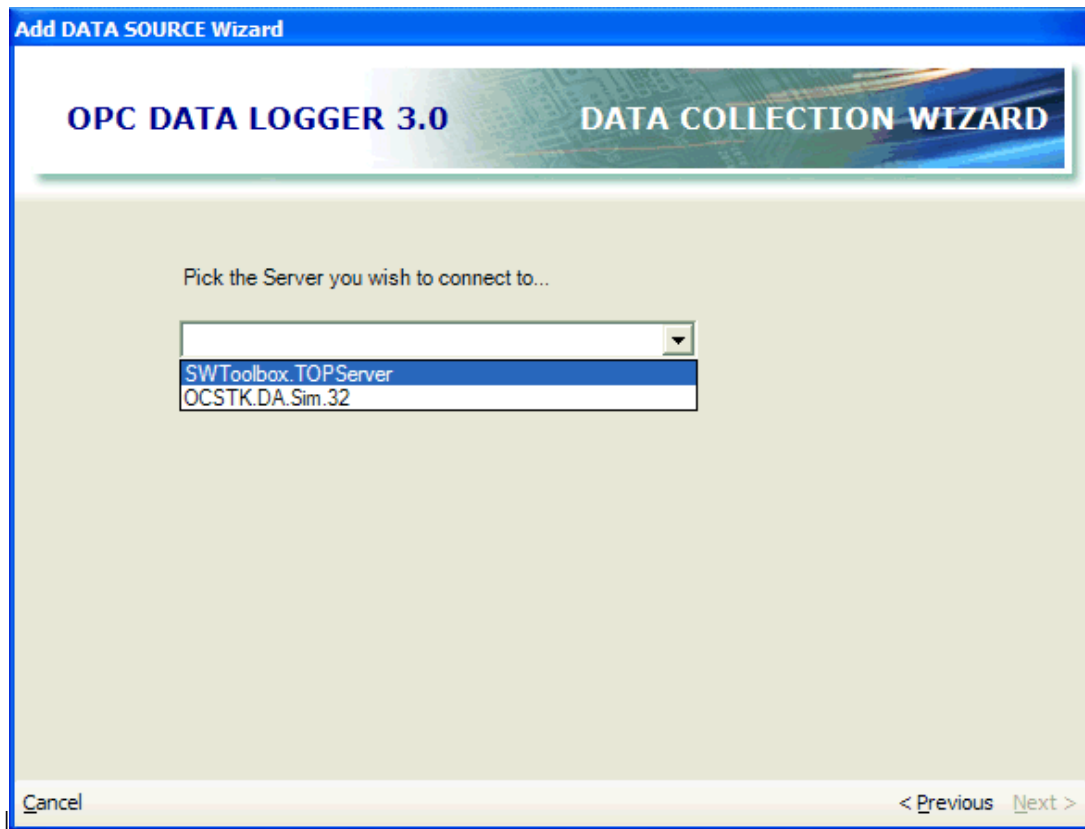 Add DATA SOURCE Wizard
OPC DATA LOGGER 3.0 DATA COLLECTION WIZARD
Pick the Server you wish to connect to...
SWToolbox.TOPServer
OCSTK.DA.Sim.32
Cancel < Previous Next >